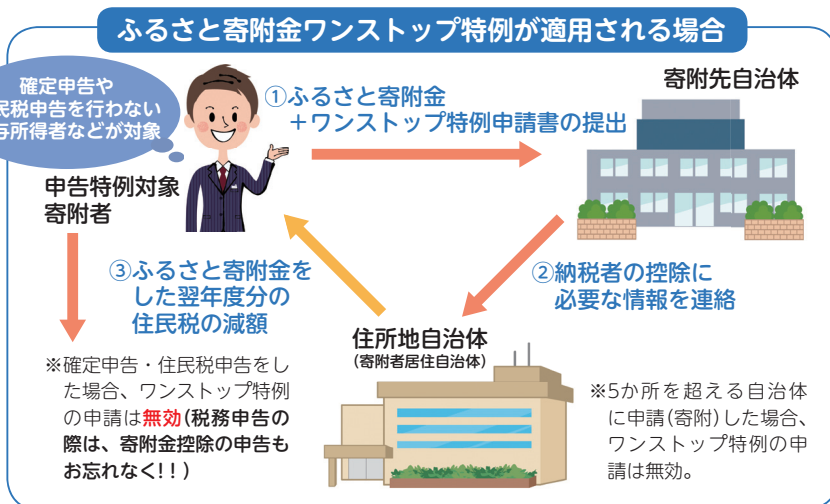 ふるさと寄附金ワンストップ特例が適用される場合
確定申告や
民税申告を行わない
与所得者などが対象
①ふるさと寄附金
＋ワンストップ特例申請書の提出
寄附先自治体
申告特例対象
寄附者
③ふるさと寄附金を
した翌年度分の
住民税の減額
②納税者の控除に
必要な情報を連絡
住所地自治体
(寄附者居住自治体)
※確定申告・住民税申告をし
た場合、ワンストップ特例
の申請は無効(税務申告の
際は、寄附金控除の申告も
お忘れなく!!)
※5か所を超える自治体
に申請(寄附)した場合、
ワンストップ特例の申
請は無効。